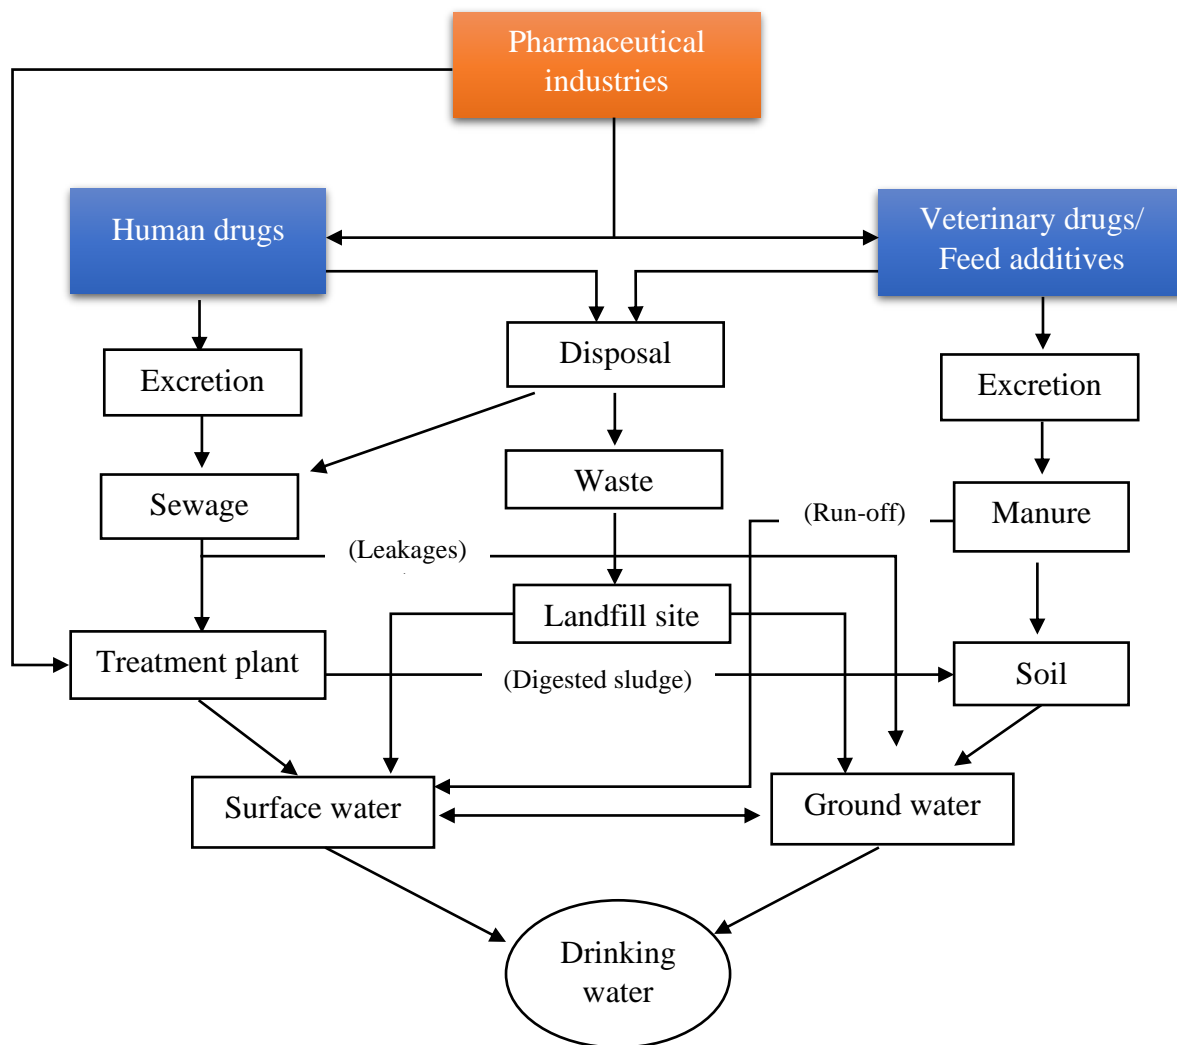 Pharmaceutical
industries
Human drugs
Veterinary drugs/
Feed additives
Disposal
Excretion
Excretion
Waste
Sewage
Manure
(Run-off)
(Leakages)
Landfill site
Treatment plant
(Digested sludge)
Soil
Surface water
Ground water
Drinking
water